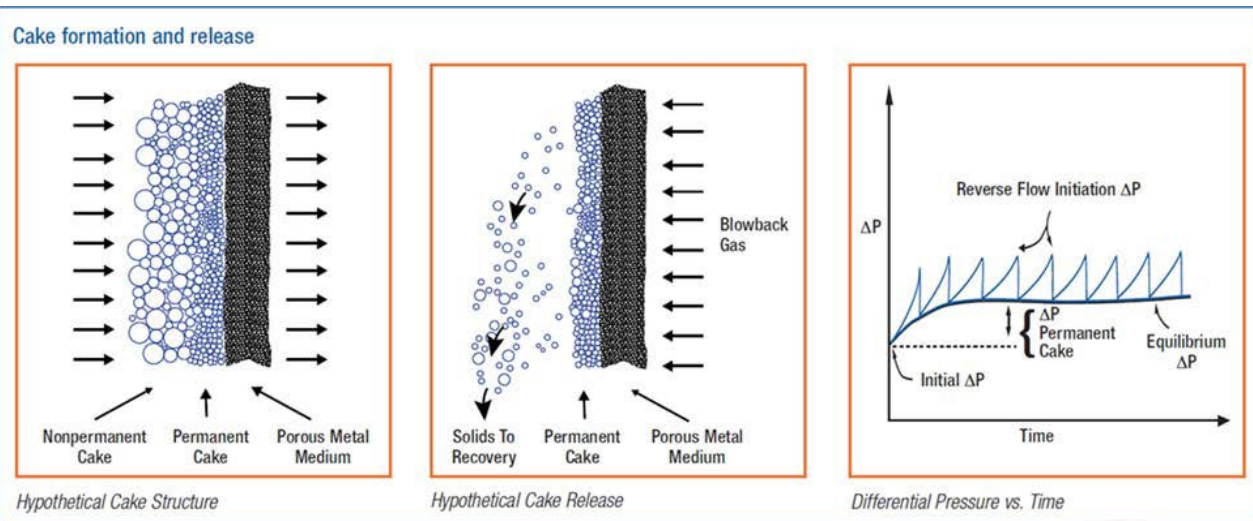 Cake formation and release
Nonpermanent
Cake
Permanent
Cake
Porous Metal
Medium
Hypothetical Cake Structure
Blowback
Gas
Solids To
Recovery
Permanent
Cake
Porous Metal
Medium
Hypothetical Cake Release
ΔP
Reverse Flow Initiation ΔP
ΔP
Permanent
Cake
Equilibrium
ΔP
Initial ΔP
Time
Differential Pressure vs. Time